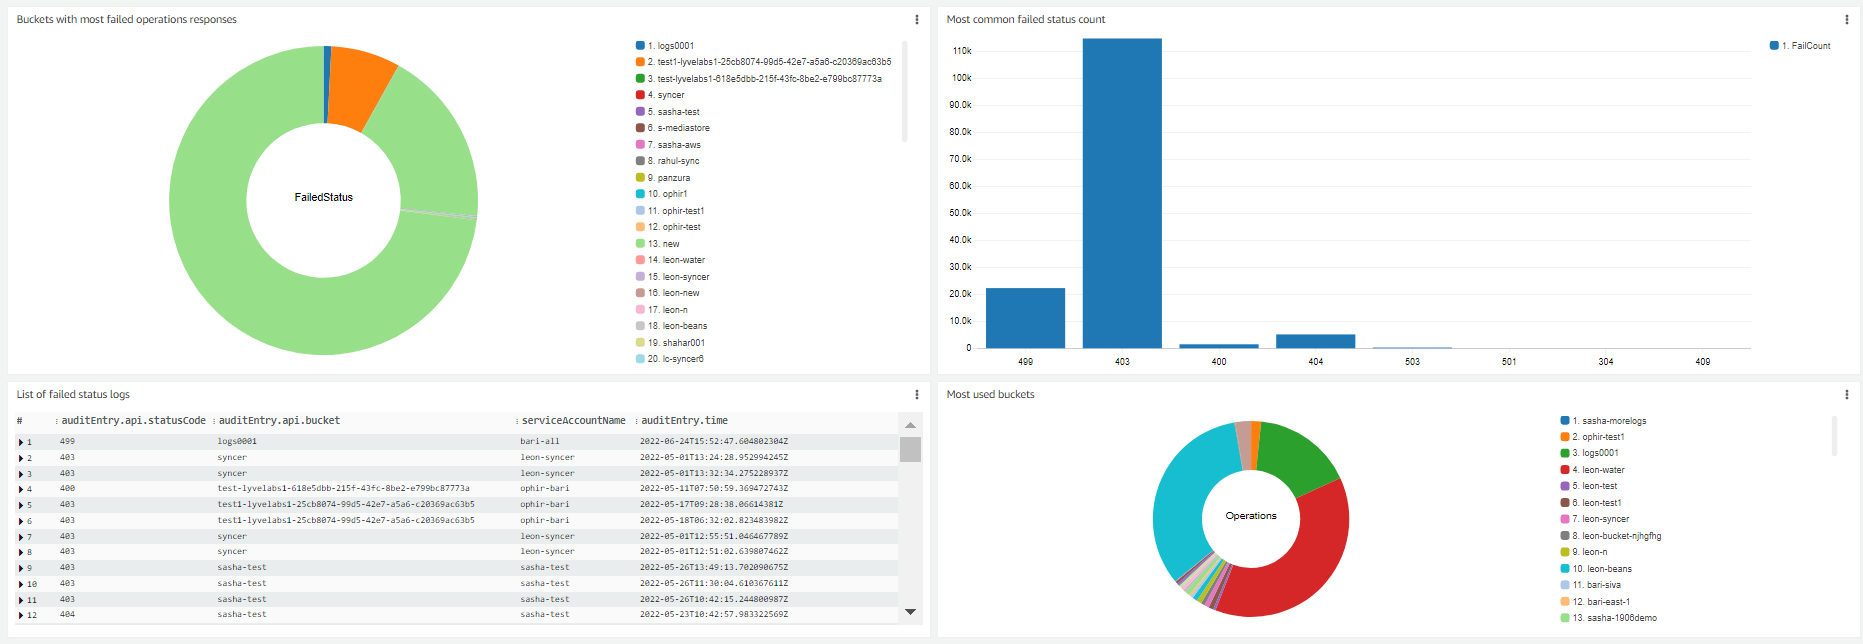 Buckets with most failed operations responses
FailedStatus
1. logs0001
2. test1-lyvelabs1-25cb8074-99d5-42e7-a5a6-c20369ac63b5
3. test-lyvelabs1-618e5dbb-215f-43fc-8be2-e799bc87773a
4. syncer
5. sasha-test
6. s-mediastore
7. sasha-aws
8. rahul-sync
9. panzura
10. ophir1
11. ophir-test1
12. ophir-test
13. new
14. leon-water
15. leon-syncer
16. leon-new
17. leon-n
18. leon-beans
19. shahar001
20. lc-syncer6
Most common failed status count
110k
100k
90.0k
80.0k
70.0k
60.0k
50.0k
40.0k
30.0k
20.0k
10.0k
0
499 403 400 404 503 501 304 409
1. FailCount
List of failed status logs
# auditEntry.api.statusCode auditEntry.api.bucket serviceAccountName auditEntry.time
1 499 logs0001 bari-all 2022-06-24T15:52:47.604802304Z
2 403 syncer leon-syncer 2022-05-01T13:24:28.952994245Z
3 403 syncer leon-syncer 2022-05-01T13:32:34.275228937Z
4 400 test-lyvelabs1-618e5dbb-215f-43fc-8be2-e799bc87773a ophir-bari 2022-05-11T07:50:59.369472743Z
5 403 test1-lyvelabs1-25cb8074-99d5-42e7-a5a6-c20369ac63b5 ophir-bari 2022-05-17T09:28:38.06614381Z
6 403 test1-lyvelabs1-25cb8074-99d5-42e7-a5a6-c20369ac63b5 ophir-bari 2022-05-18T06:32:02.823483982Z
7 403 syncer leon-syncer 2022-05-01T12:55:51.046467789Z
8 403 syncer leon-syncer 2022-05-01T12:51:02.639807462Z
9 403 sasha-test sasha-test 2022-05-26T13:49:13.702090675Z
10 403 sasha-test sasha-test 2022-05-26T11:30:04.610367611Z
11 403 sasha-test sasha-test 2022-05-26T10:42:15.244800987Z
12 404 sasha-test sasha-test 2022-05-23T10:42:57.983322569Z
Most used buckets
Operations
1. sasha-morelogs
2. ophir-test1
3. logs0001
4. leon-water
5. leon-test
6. leon-test1
7. leon-syncer
8. leon-bucket-njhgfhg
9. leon-n
10. leon-beans
11. bari-siva
12. bari-east-1
13. sasha-1906demo